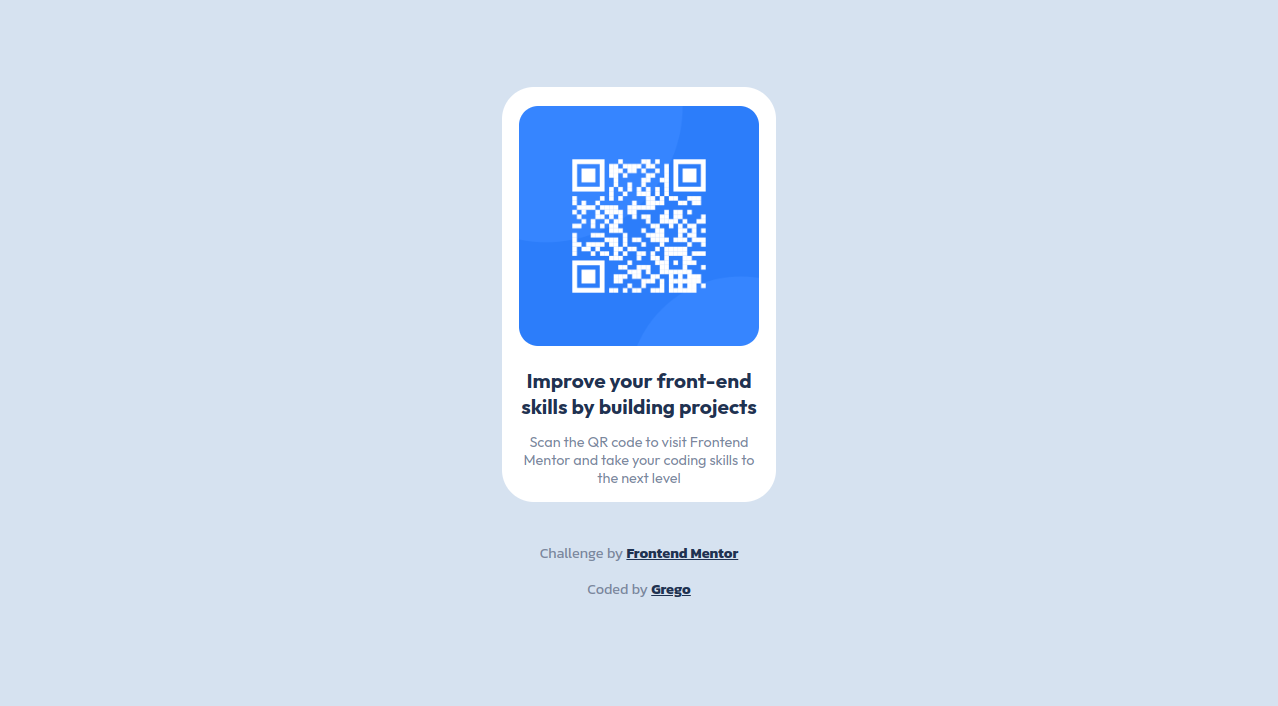 Improve your front-end
skills by building projects
Scan the QR code to visit Frontend
Mentor and take your coding skills to
the next level
Challenge by Frontend Mentor
Coded by Grego